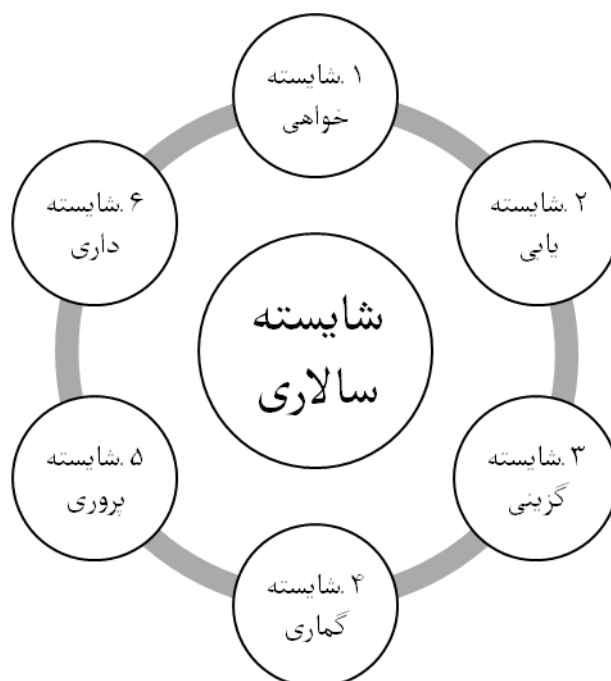 ۱.شایسته
خواهی
۲.شایسته
یابی
۳.شایسته
گزینی
۴.شایسته
گماری
۵.شایسته
پروری
۶.شایسته
داری
شایسته
سالاری